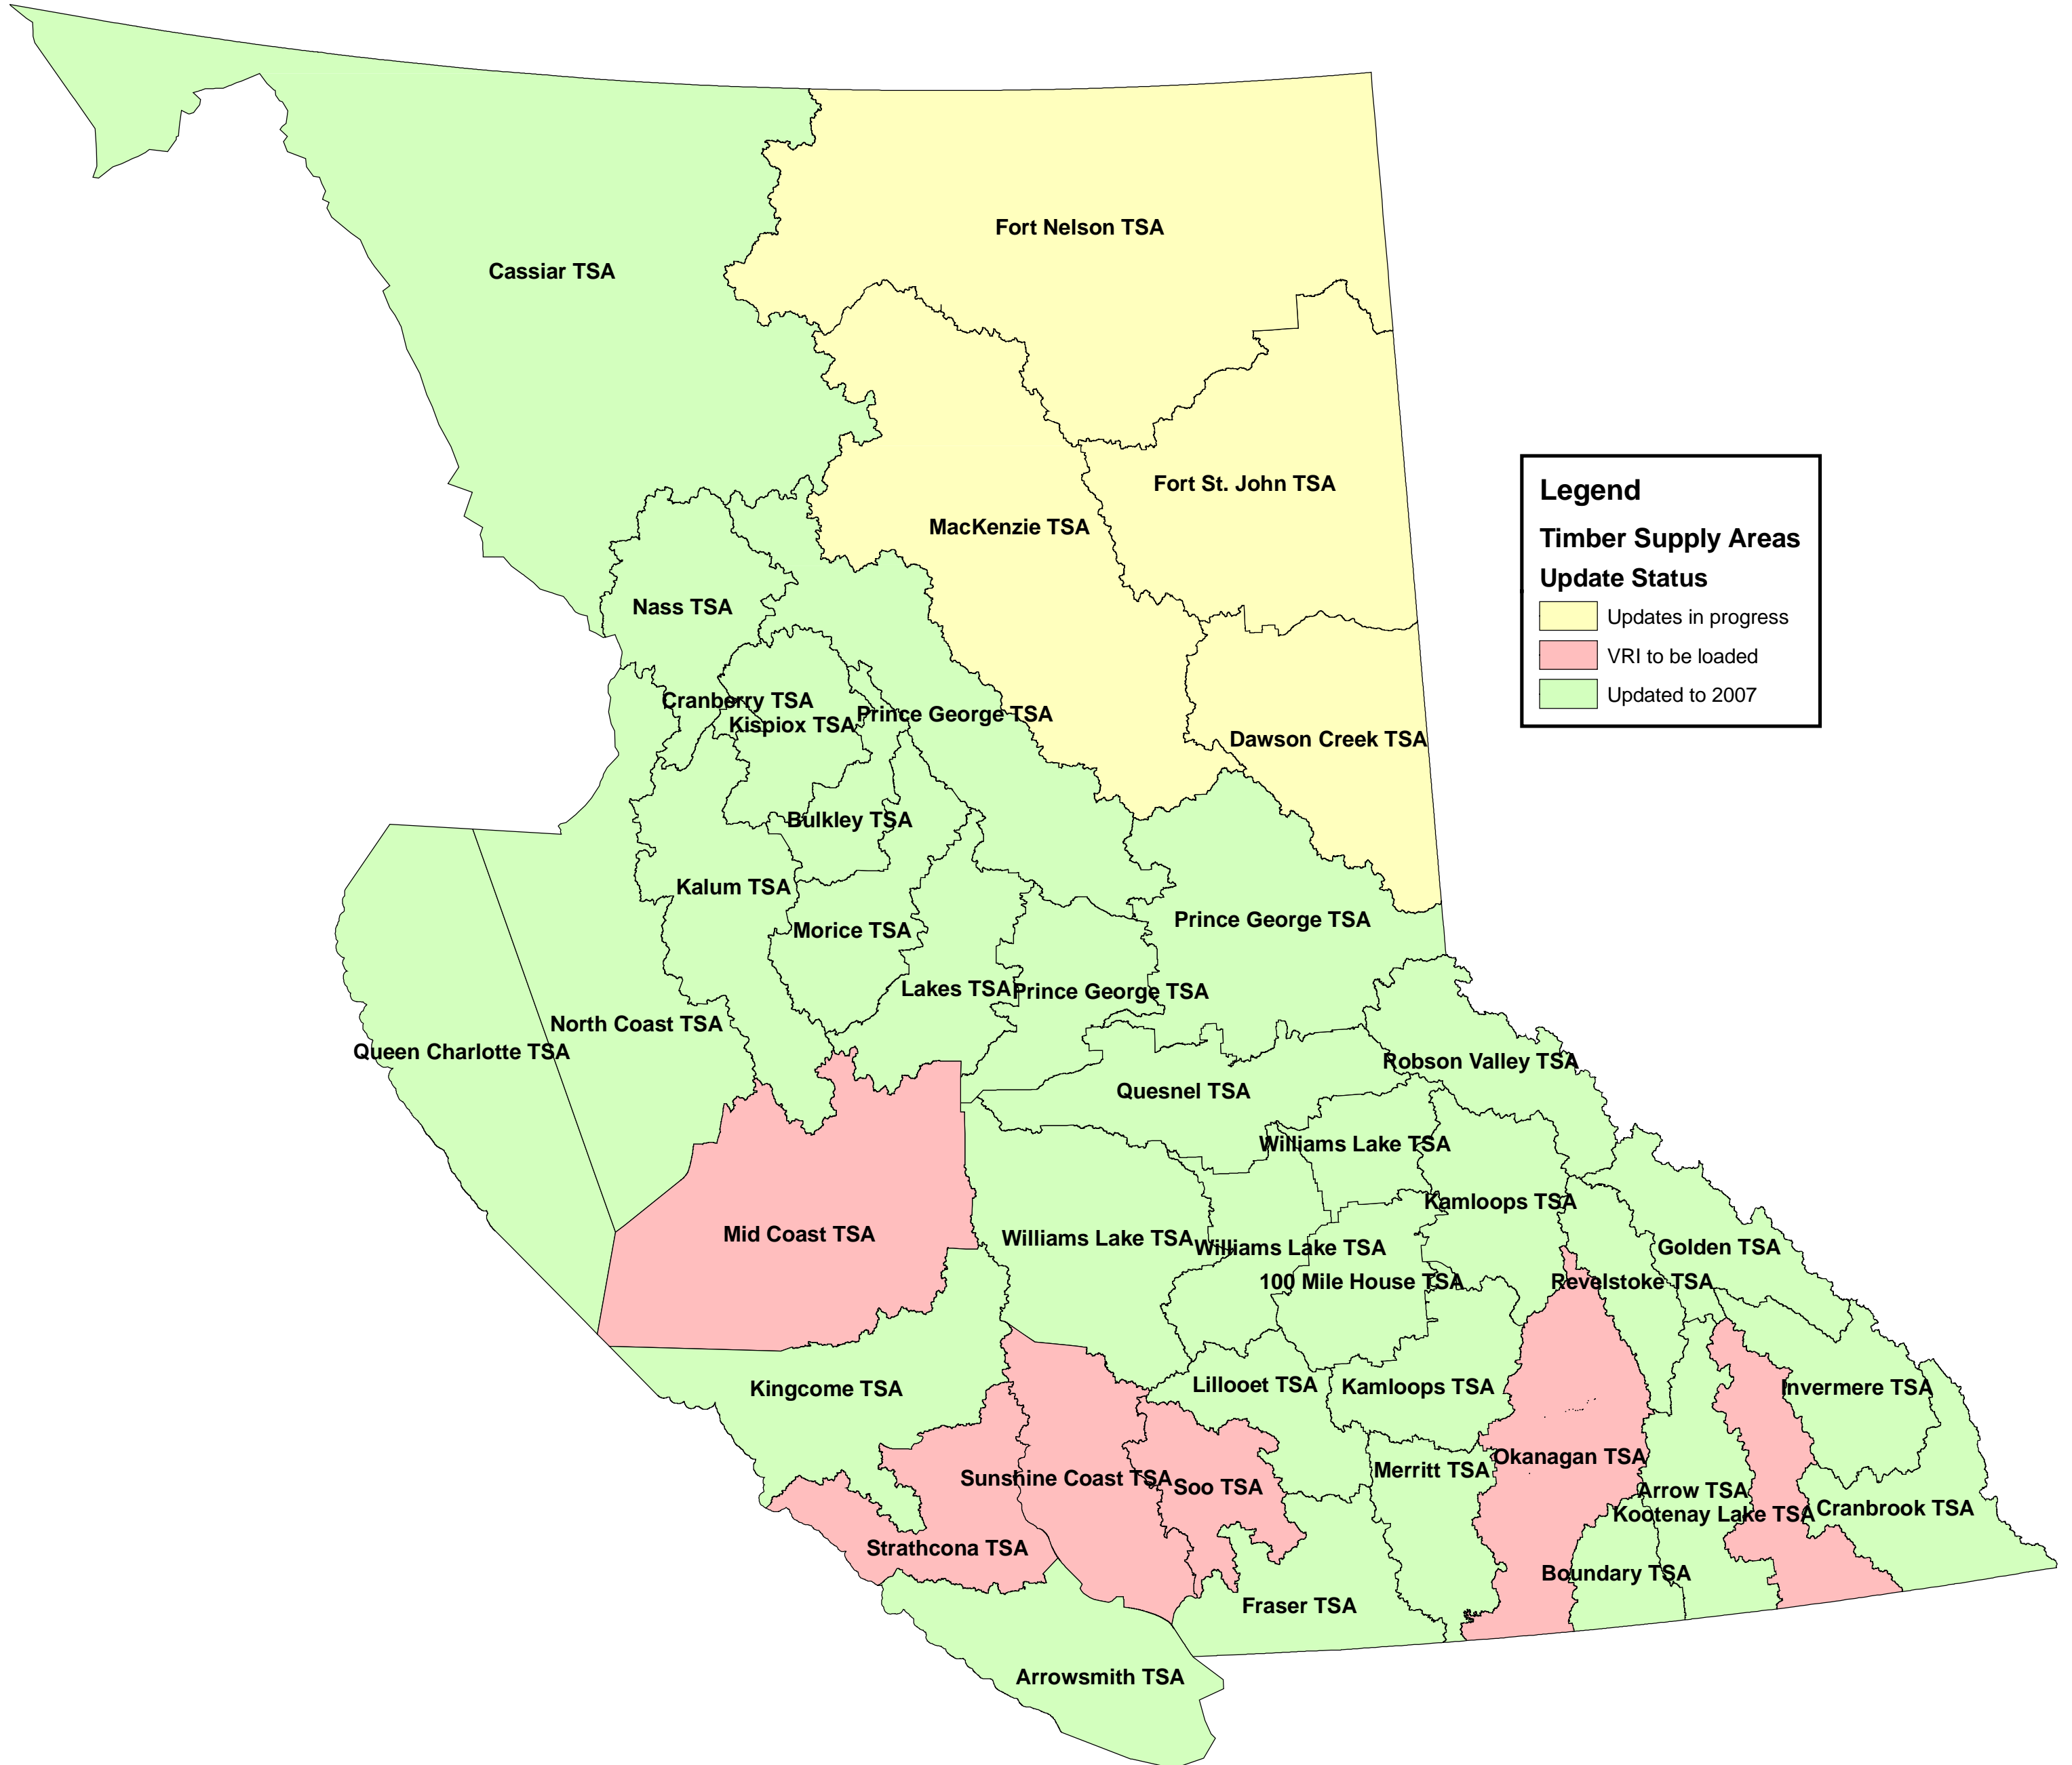 Fort Nelson TSA
Cassiar TSA
Fort St. John TSA
MacKenzie TSA
Legend
Timber Supply Areas
Update Status
Updates in progress
VRI to be loaded
Updated to 2007
Nass TSA
Cranberry TSA
Kispiox TSA
Prince George TSA
Dawson Creek TSA
Bulkley TSA
Kalum TSA
Morice TSA
Prince George TSA
Lakes TSA
Prince George TSA
North Coast TSA
Queen Charlotte TSA
Robson Valley TSA
Quesnel TSA
Williams Lake TSA
Kamloops TSA
Mid Coast TSA
Williams Lake TSA
Williams Lake TSA
Golden TSA
100 Mile House TSA
Revelstoke TSA
Kingcome TSA
Lillooet TSA
Kamloops TSA
Invermere TSA
Okanagan TSA
Merritt TSA
Sunshine Coast TSA
Soo TSA
Arrow TSA
Kootenay Lake TSA
Cranbrook TSA
Strathcona TSA
Boundary TSA
Fraser TSA
Arrowsmith TSA